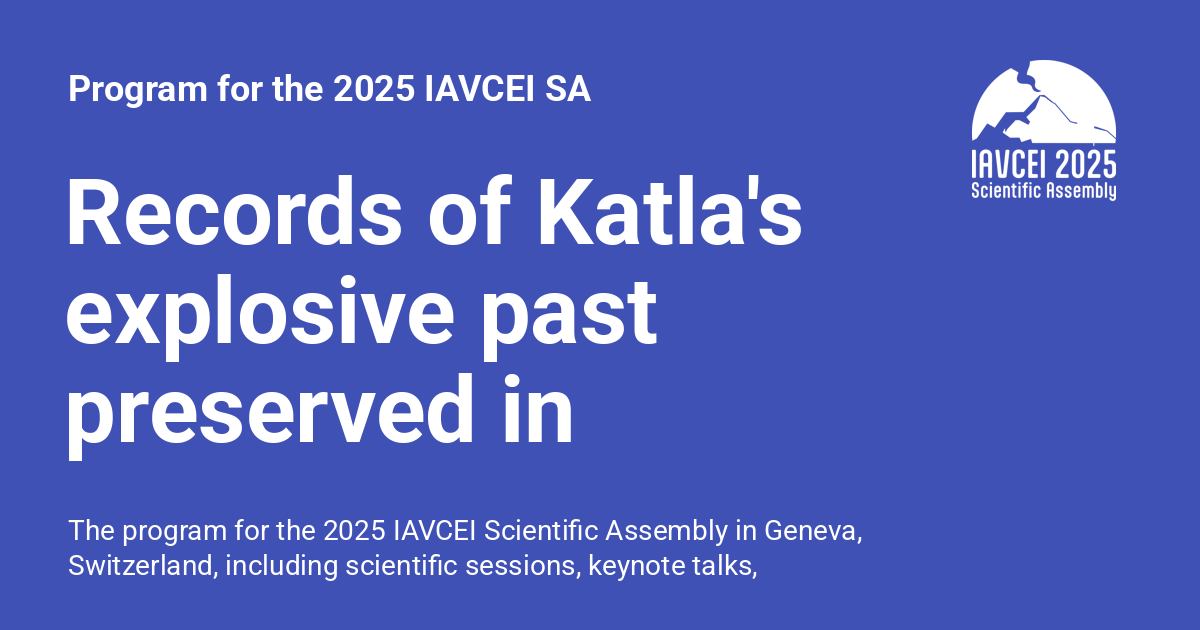 Program for the 2025 IAVCEI SA
IAVCEI 2025
Scientific Assembly
Records of Katla's
explosive past
preserved in
The program for the 2025 IAVCEI Scientific Assembly in Geneva,
Switzerland, including scientific sessions, keynote talks,